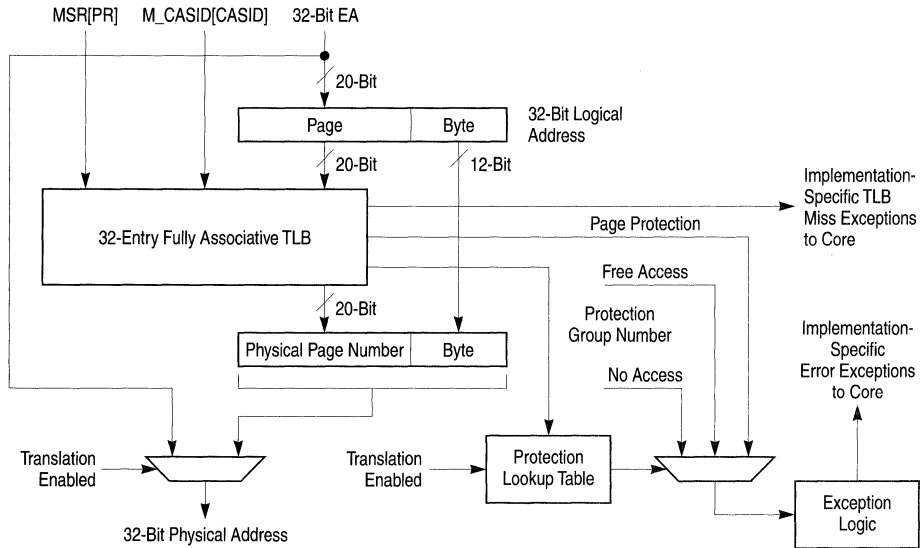 MSR[PR] M_CASID[CASID] 32-Bit EA
20-Bit
Page Byte
32-Bit Logical
Address
20-Bit 12-Bit
Implementation-
Specific TLB
Miss Exceptions
to Core
32-Entry Fully Associative TLB
Page Protection
Free Access
20-Bit
Protection
Group Number
Physical Page Number Byte
No Access
Implementation-
Specific
Error Exceptions
to Core
Translation
Enabled
Translation
Enabled
Protection
Lookup Table
Exception
Logic
32-Bit Physical Address